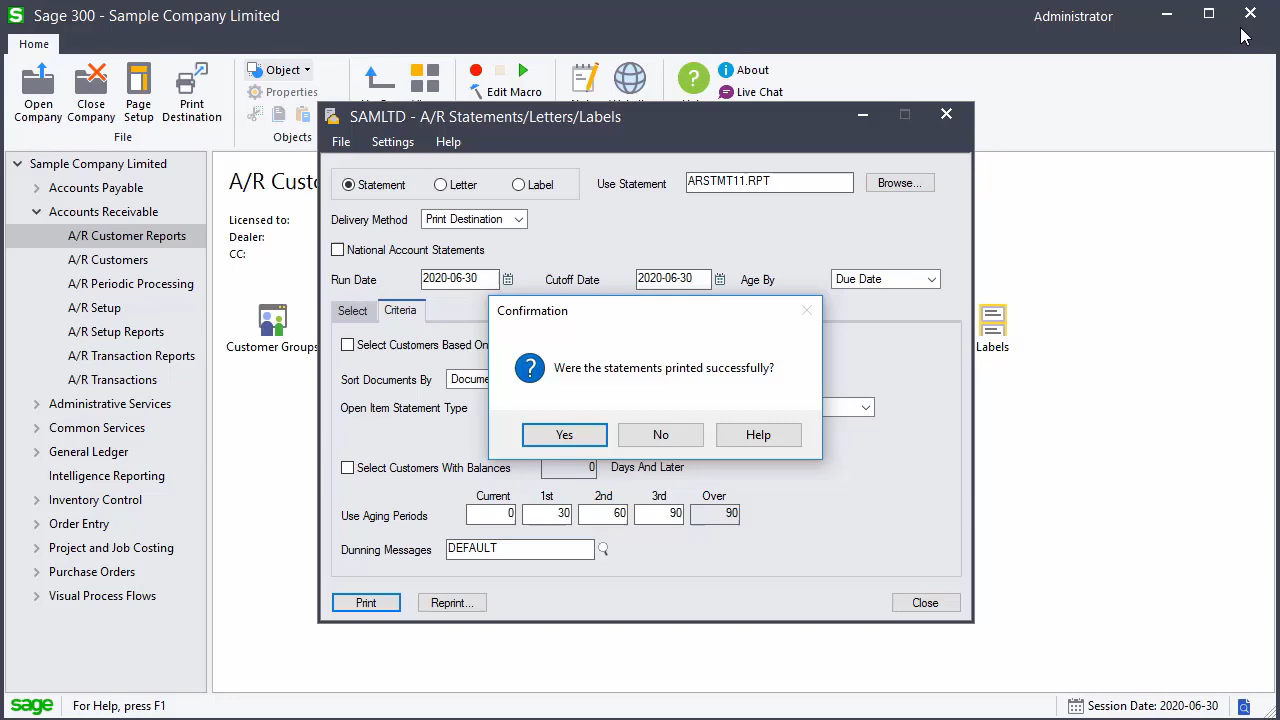 Sage 300 - Sample Company Limited
Administrator
Home
Open Company
Close Company
Page Setup
Print Destination
File
Object
Properties
Objects
Edit Macro
About
Live Chat
SAMLTD - A/R Statements/Letters/Labels
File Settings Help
Statement Letter Label Use Statement ARSTMT11.RPT Browse...
Delivery Method Print Destination
National Account Statements
Run Date 2020-06-30 Cutoff Date 2020-06-30 Age By Due Date
Select Criteria
Select Customers Based On
Sort Documents By
Open Item Statement Type
Select Customers With Balances 0 Days And Later
Current 1st 2nd 3rd Over
Use Aging Periods 0 30 60 90 90
Dunning Messages DEFAULT
Print Reprint... Close
Confirmation
Were the statements printed successfully?
Yes No Help
Sample Company Limited
Accounts Payable
Accounts Receivable
A/R Customer Reports
A/R Customers
A/R Periodic Processing
A/R Setup
A/R Setup Reports
A/R Transaction Reports
A/R Transactions
Administrative Services
Common Services
General Ledger
Intelligence Reporting
Inventory Control
Order Entry
Project and Job Costing
Purchase Orders
Visual Process Flows
Licensed to:
Dealer:
CC:
Customer Groups
Labels
sage
For Help, press F1
Session Date: 2020-06-30